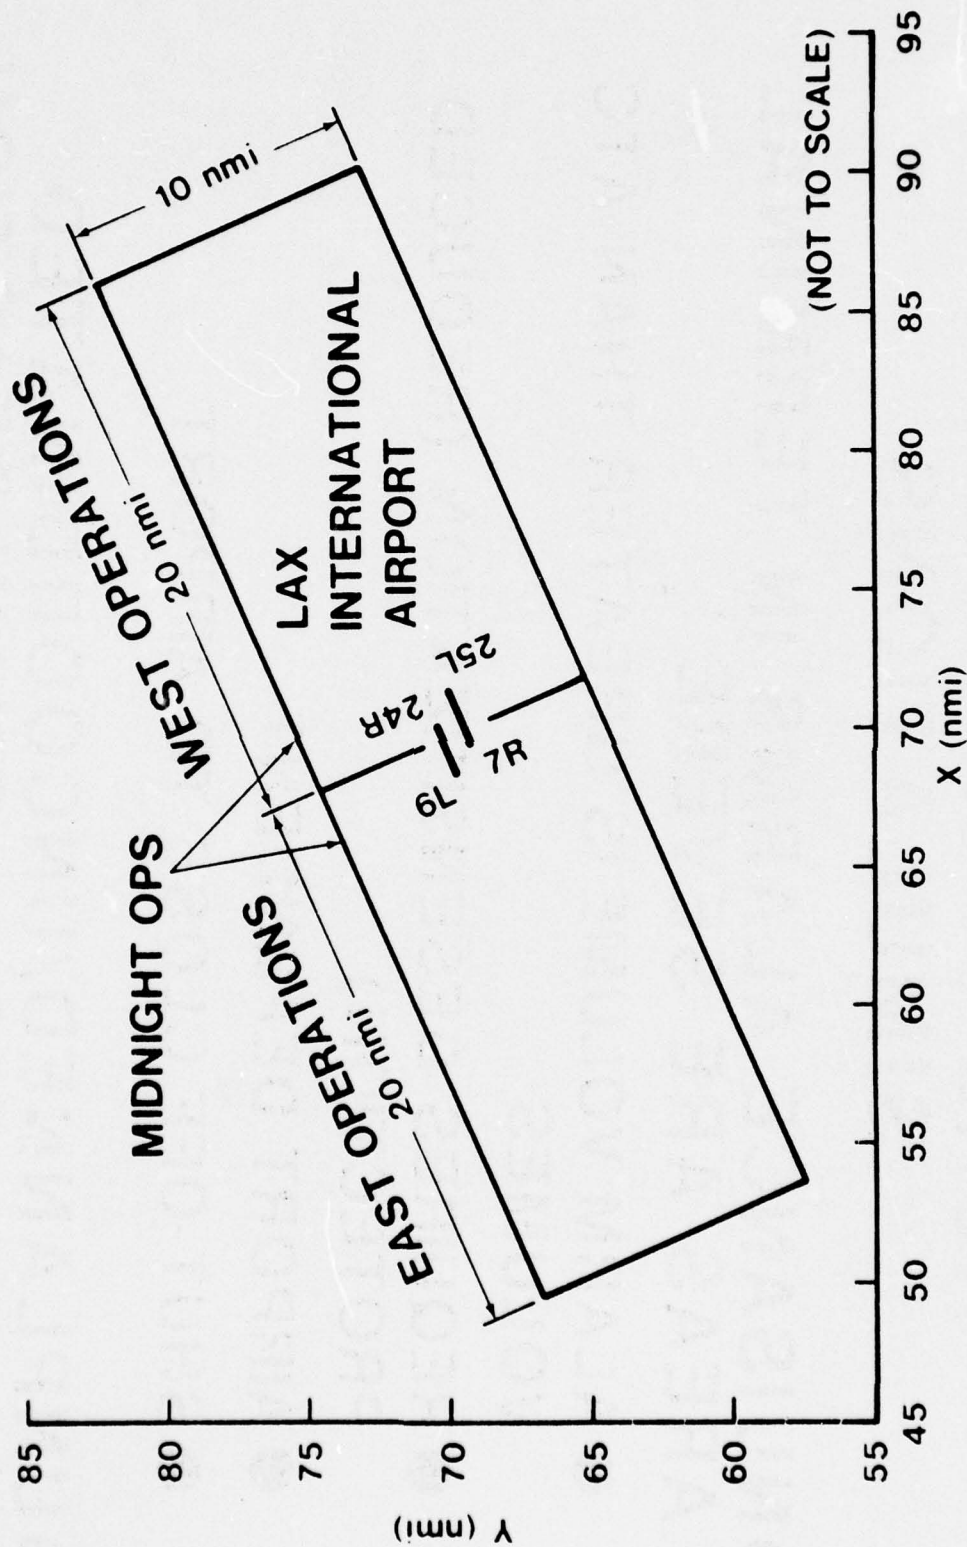 MIDNIGHT OPS
WEST OPERATIONS
20 nmi
10 nmi
EAST OPERATIONS
20 nmi
LAX
INTERNATIONAL
AIRPORT
6L
24R
7R
25L
(NOT TO SCALE)
Y (nmi)
85
80
75
70
65
60
55
45 50 55 60 65 70 75 80 85 90 95
X (nmi)